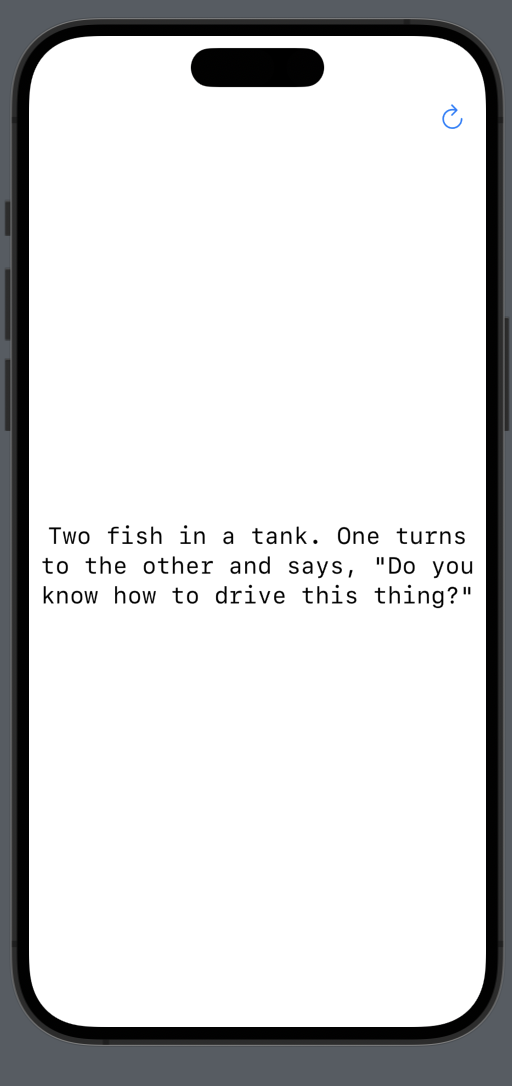 Two fish in a tank. One turns
to the other and says, "Do you
know how to drive this thing?"